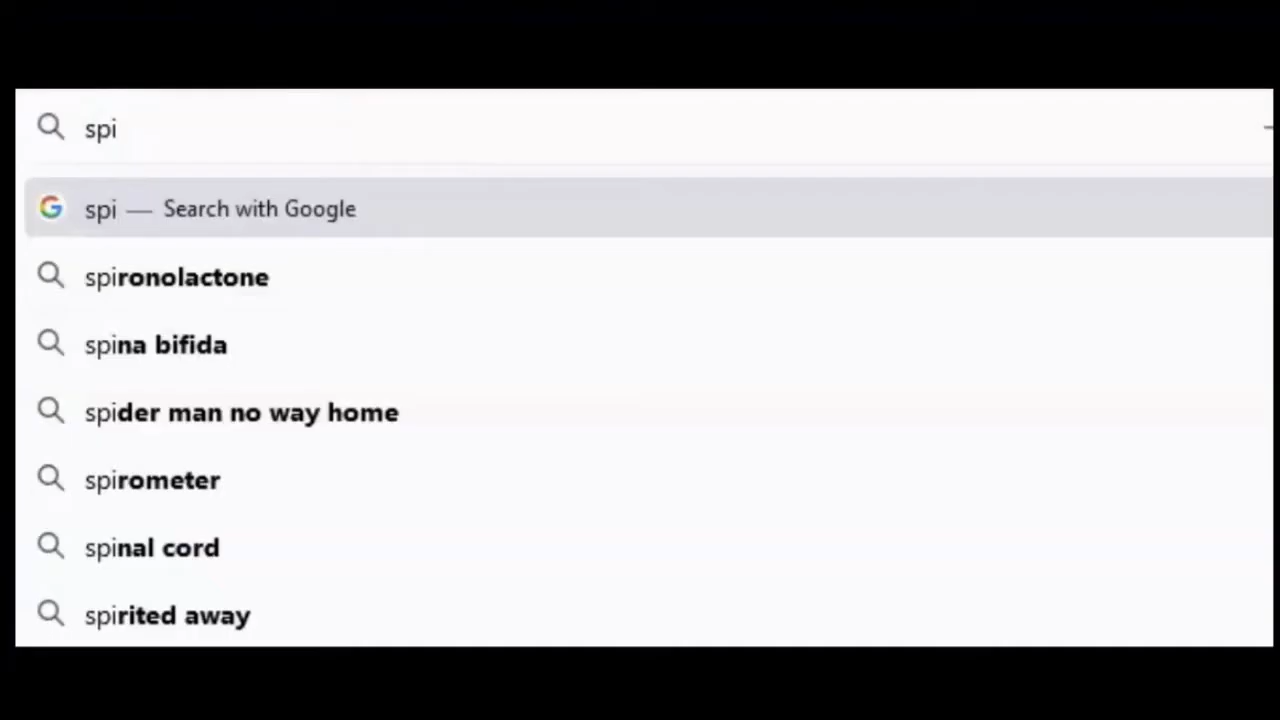 spi
spi — Search with Google
spironolactone
spina bifida
spider man no way home
spirometer
spinal cord
spirited away